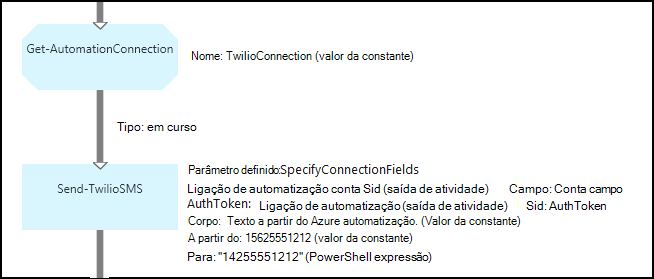 Get-AutomationConnection
Nome: TwilioConnection (valor da constante)
Tipo: em curso
Send-TwilioSMS
Parâmetro definido:SpecifyConnectionFields
Ligação de automatização conta Sid (saída de atividade) Campo: Conta campo
AuthToken: Ligação de automatização (saída de atividade) Sid: AuthToken
Corpo: Texto a partir do Azure automatização. (Valor da constante)
A partir do: 15625551212 (valor da constante)
Para: "14255551212" (PowerShell expressão)